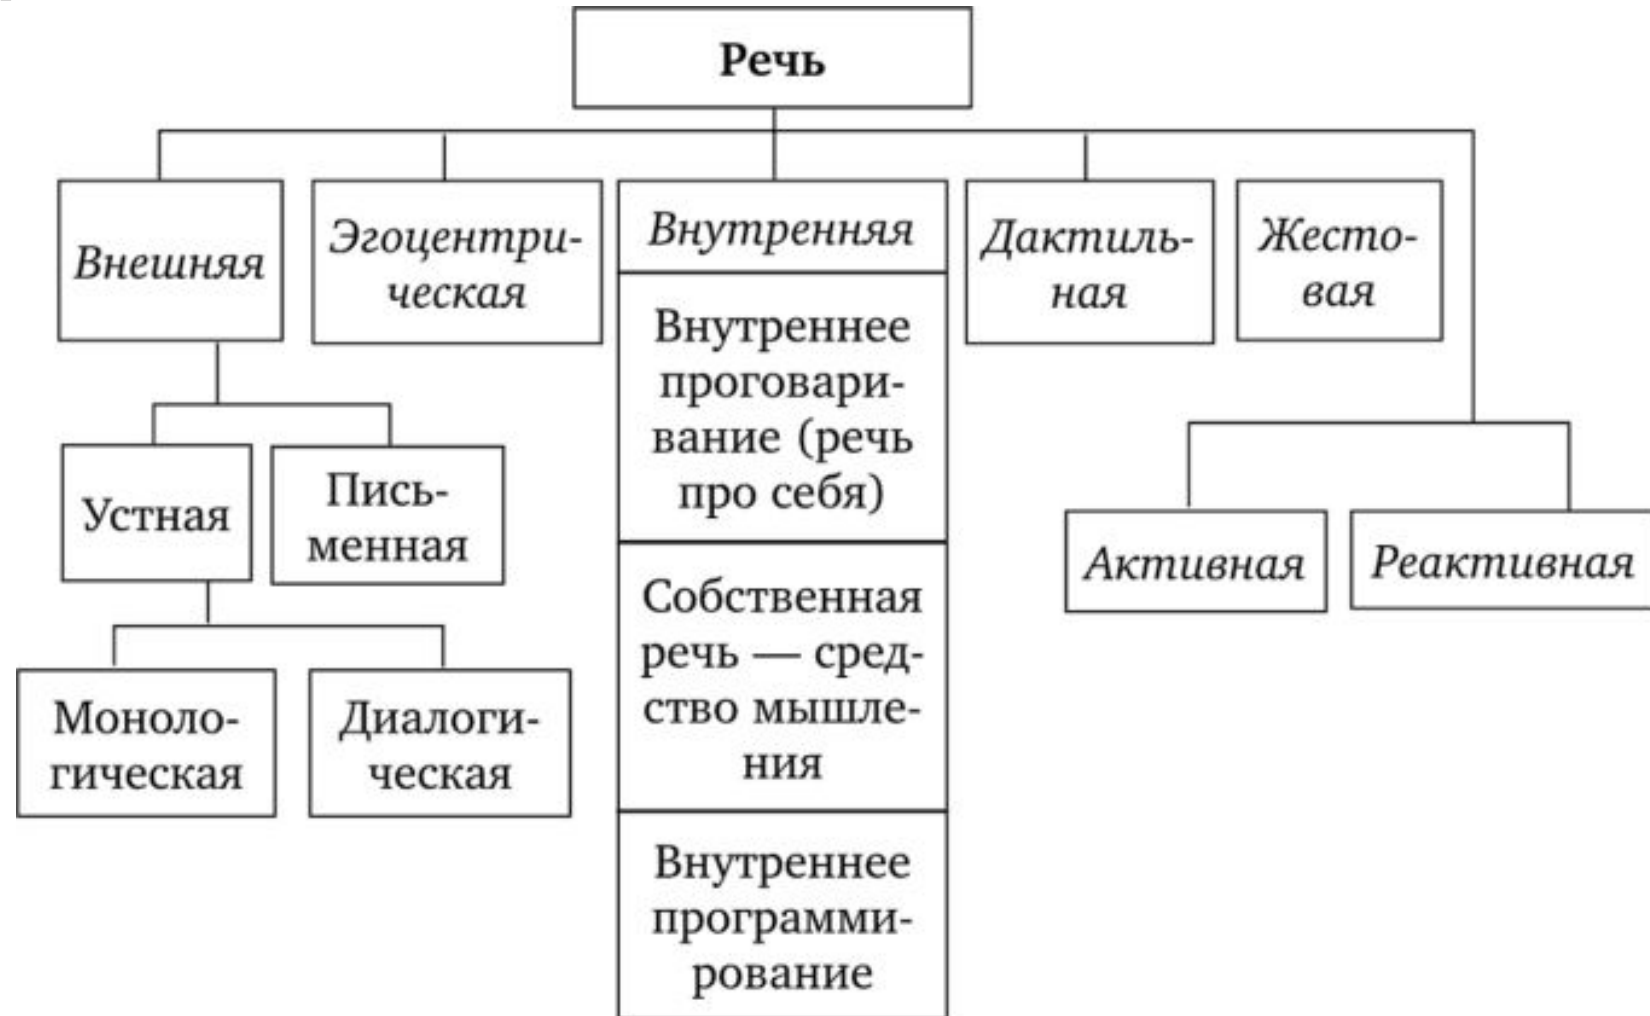 Речь
Внешняя
Эгоцентри-
ческая
Внутренняя
Дактиль-
ная
Жесто-
вая
Внутреннее
проговари-
вание (речь
про себя)
Устная
Пись-
менная
Активная
Реактивная
Собственная
речь — сред-
ство мышле-
ния
Моноло-
гическая
Диалоги-
ческая
Внутреннее
программи-
рование